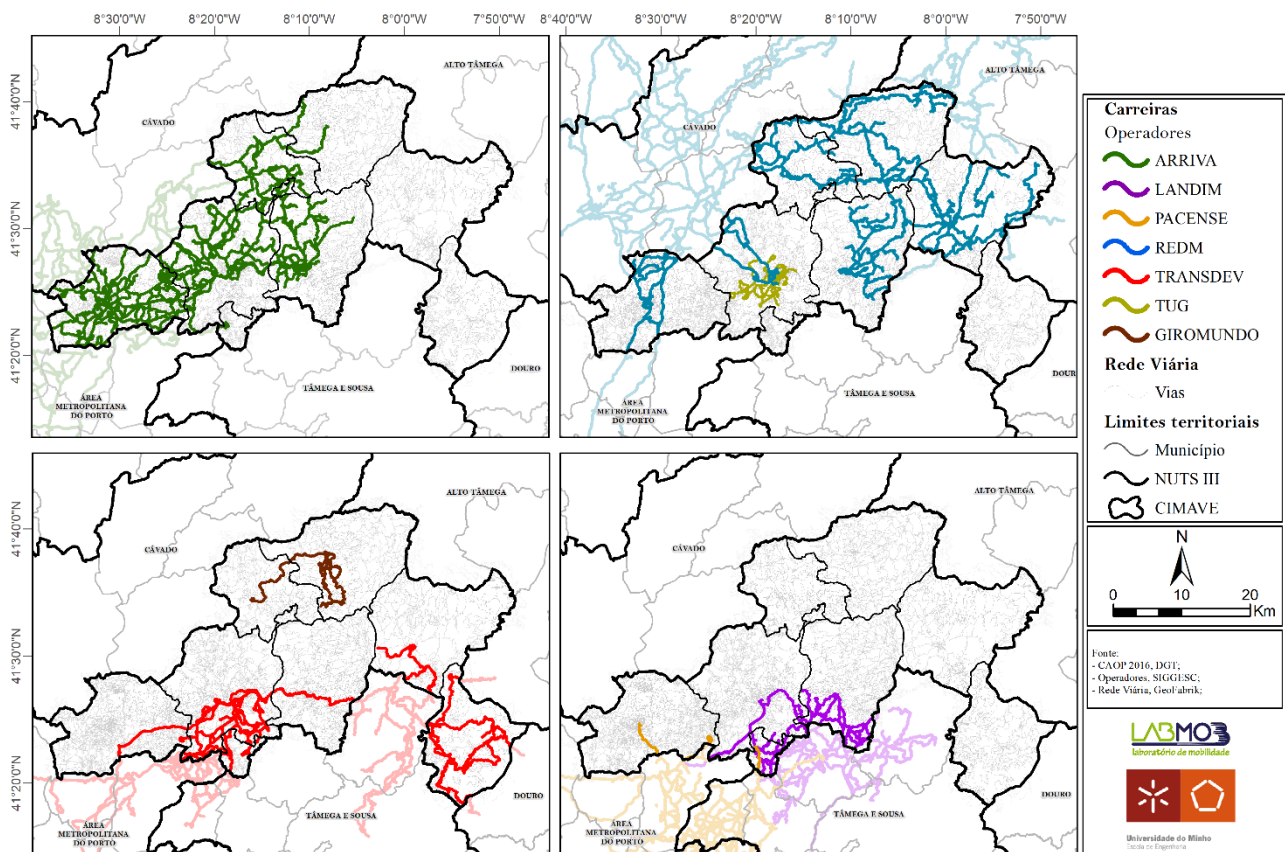 8°30'0"W 8°20'0"W 8°10'0"W 8°0'0"W 7°50'0"W 8°40'0"W 8°30'0"W 8°20'0"W 8°10'0"W 8°0'0"W 7°50'0"W
41°40'0"N
41°30'0"N
41°20'0"N
ALTO TÂMEGA
CÁVADO
DOURO
TÂMEGA E SOUSA
ÁREA
METROPOLITANA
DO PORTO
ALTO TÂMEGA
CÁVADO
DOUR
TÂMEGA E SOUSA
ÁREA
METROPOLITANA
DO PORTO
41°40'0"N
41°30'0"N
41°20'0"N
ALTO TÂMEGA
CÁVADO
DOURO
TÂMEGA E SOUSA
ÁREA
METROPOLITANA
DO PORTO
ALTO TÂMEGA
CÁVADO
DOURO
TÂMEGA E SOUSA
ÁREA
METROPOLITANA
DO PORTO
Carreiras
Operadores
ARRIVA
LANDIM
PACENSE
REDM
TRANSDEV
TUG
GIROMUNDO
Rede Viária
Vias
Limites territoriais
Município
NUTS III
CIMAVE
N
0 10 20
Km
Fonte:
- CAOP 2016, DGT;
- Operadores, SIGGESC;
- Rede Viária, GeoFabrik;
LABMOB
laboratório de mobilidade
Universidade do Minho
Escola de Engenharia